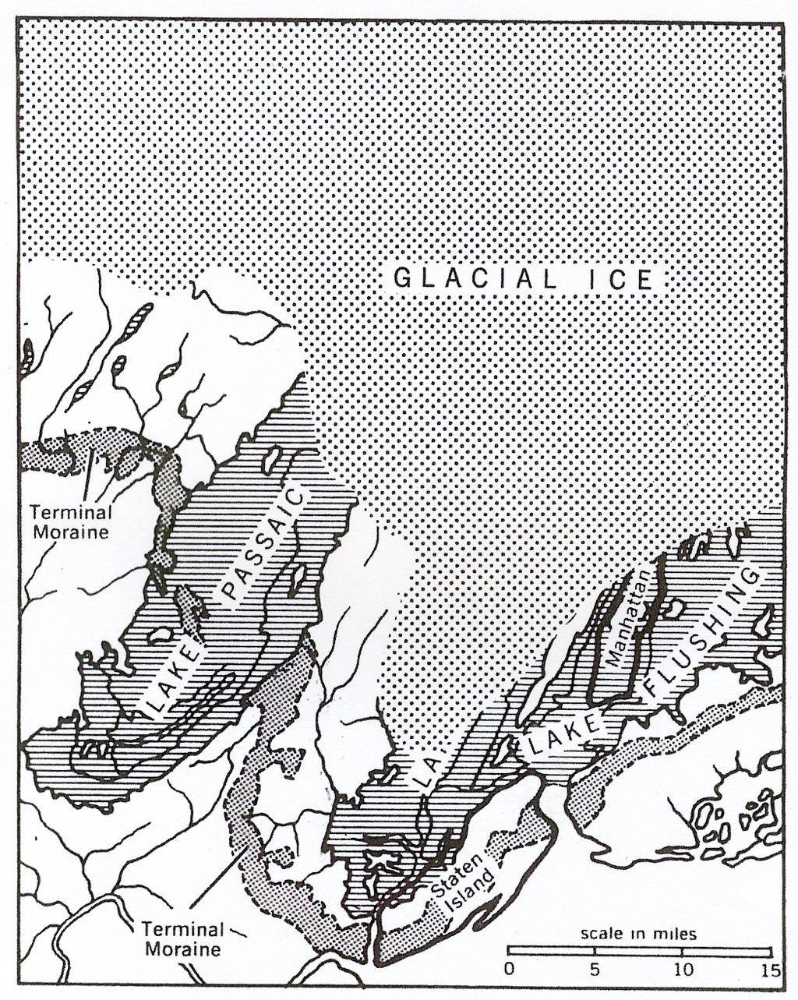 GLACIAL ICE
Terminal
Moraine
LAKE PASSAIC
Manhattan
LAKE FLUSHING
LA
Staten
Island
Terminal
Moraine
scale in miles
0 5 10 15